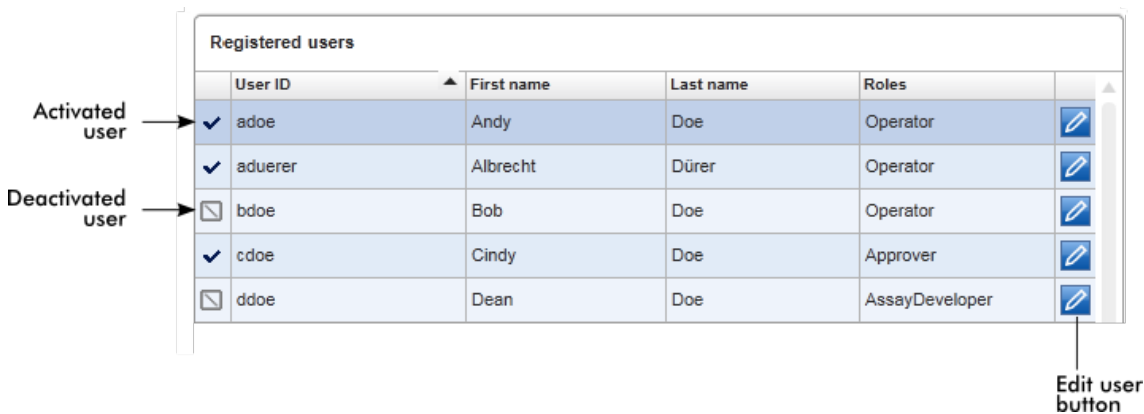 Registered users
User ID First name Last name Roles
Activated
user
adoe Andy Doe Operator
aduerer Albrecht Dürer Operator
Deactivated
user
bdoe Bob Doe Operator
cdoe Cindy Doe Approver
ddoe Dean Doe AssayDeveloper
Edit user
button